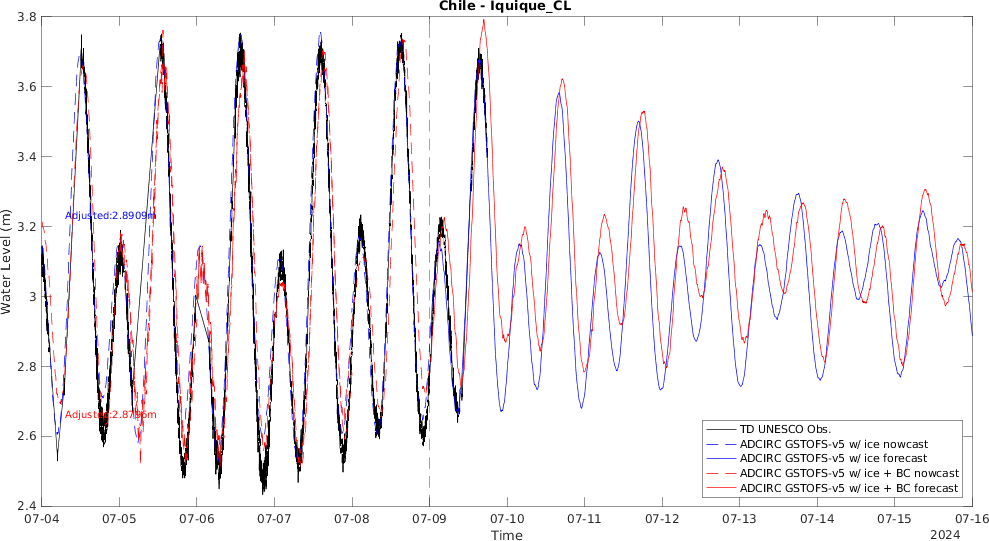 Chile - Iquique_CL
Water Level (m)
3.8
3.6
3.4
3.2
3
2.8
2.6
2.4
Adjusted:2.8909m
Adjusted:2.8796m
TD UNESCO Obs.
ADCIRC GSTOFS-v5 w/ ice nowcast
ADCIRC GSTOFS-v5 w/ ice forecast
ADCIRC GSTOFS-v5 w/ ice + BC nowcast
ADCIRC GSTOFS-v5 w/ ice + BC forecast
07-04 07-05 07-06 07-07 07-08 07-09 07-10 07-11 07-12 07-13 07-14 07-15 07-16
Time
2024